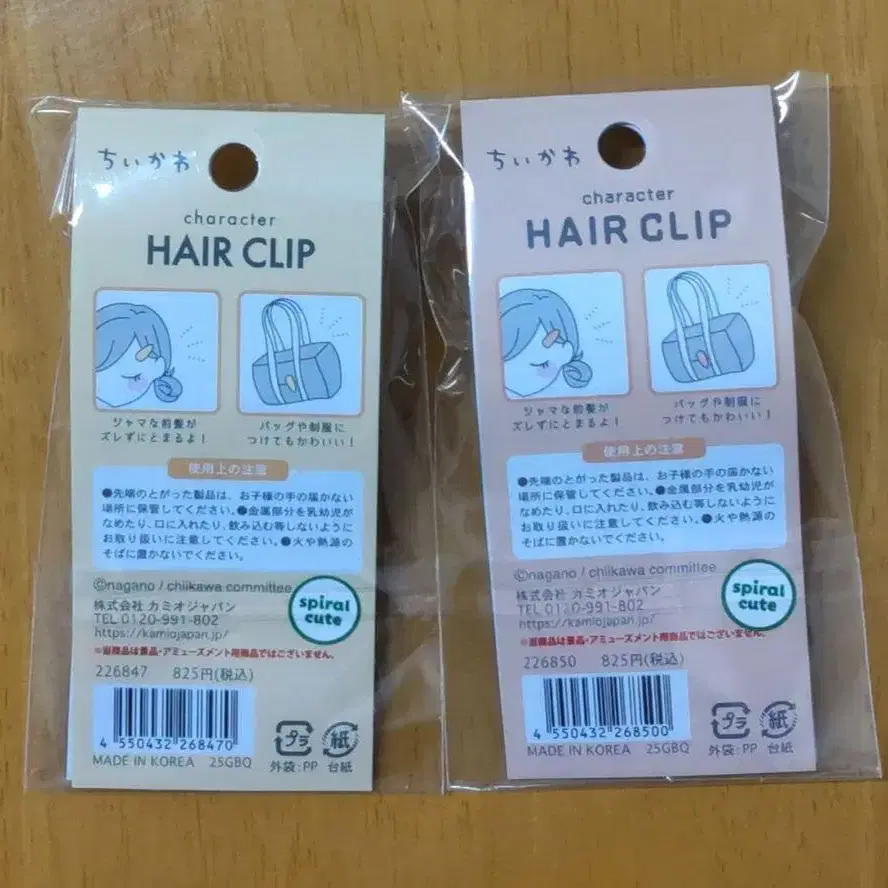 ちいかわ
character
HAIR CLIP
ジャマな前髪が
ズレずにとまるよ!
バッグや制服に
つけてもかわいい!
使用上の注意
●先端のとがった製品は、お子様の手の届かない
場所に保管してください。●金属部分を乳幼児が
なめたり、口に入れたり、飲み込む等しないように
お取り扱いに注意してください。●火や熱源の
そばに置かないでください。
©nagano / chiikawa committee
株式会社 カミオジャパン
TEL 0120-991-802
https://kamiojapan.jp/
spiral
cute
※当商品は景品・アミューズメント用商品ではございません。
226847 825円(税込)
4 550432 268470
MADE IN KOREA 25GBQ
プラ
外袋:PP
紙
台紙
ちいかわ
character
HAIR CLIP
ジャマな前髪が
ズレずにとまるよ!
バッグや制服に
つけてもかわいい!
使用上の注意
●先端のとがった製品は、お子様の手の届かない
場所に保管してください。●金属部分を乳幼児が
なめたり、口に入れたり、飲み込む等しないように
お取り扱いに注意してください。●火や熱源の
そばに置かないでください。
©nagano / chiikawa committee
株式会社 カミオジャパン
TEL 0120-991-802
https://kamiojapan.jp/
spiral
cute
※当商品は景品・アミューズメント用商品ではございません。
226850 825円(税込)
4 550432 268500
MADE IN KOREA 25GBQ
プラ
外袋:PP
紙
台紙